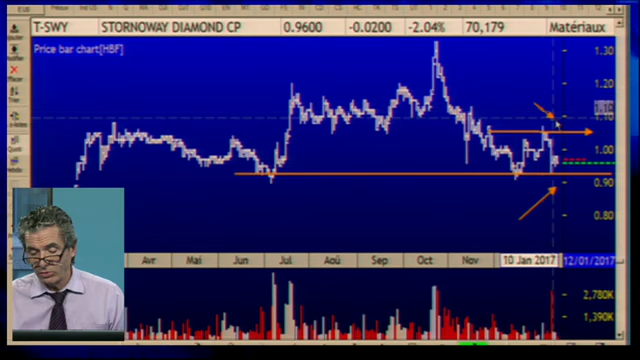 T-SWY STORNOWAY DIAMOND CP 0.9600 -0.0200 -2.04% 70,179 Matériaux
Price bar chart[HBF]
1.30
1.20
1.10
1.00
0.90
0.80
Avr Mai Jun Jul Aoû Sep Oct Nov 10 Jan 2017 12/01/2017
2,780K
1,390K